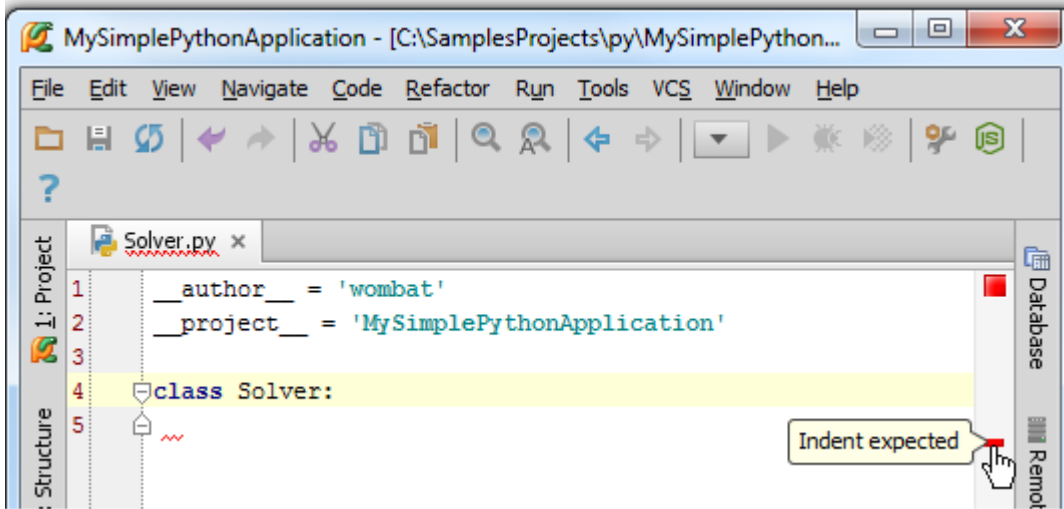 MySimplePythonApplication - [C:\SamplesProjects\py\MySimplePython...
File Edit View Navigate Code Refactor Run Tools VCS Window Help
Solver.py
1: Project
Structure
1 __author__ = 'wombat'
2 __project__ = 'MySimplePythonApplication'
3
4 class Solver:
5
Indent expected
Database